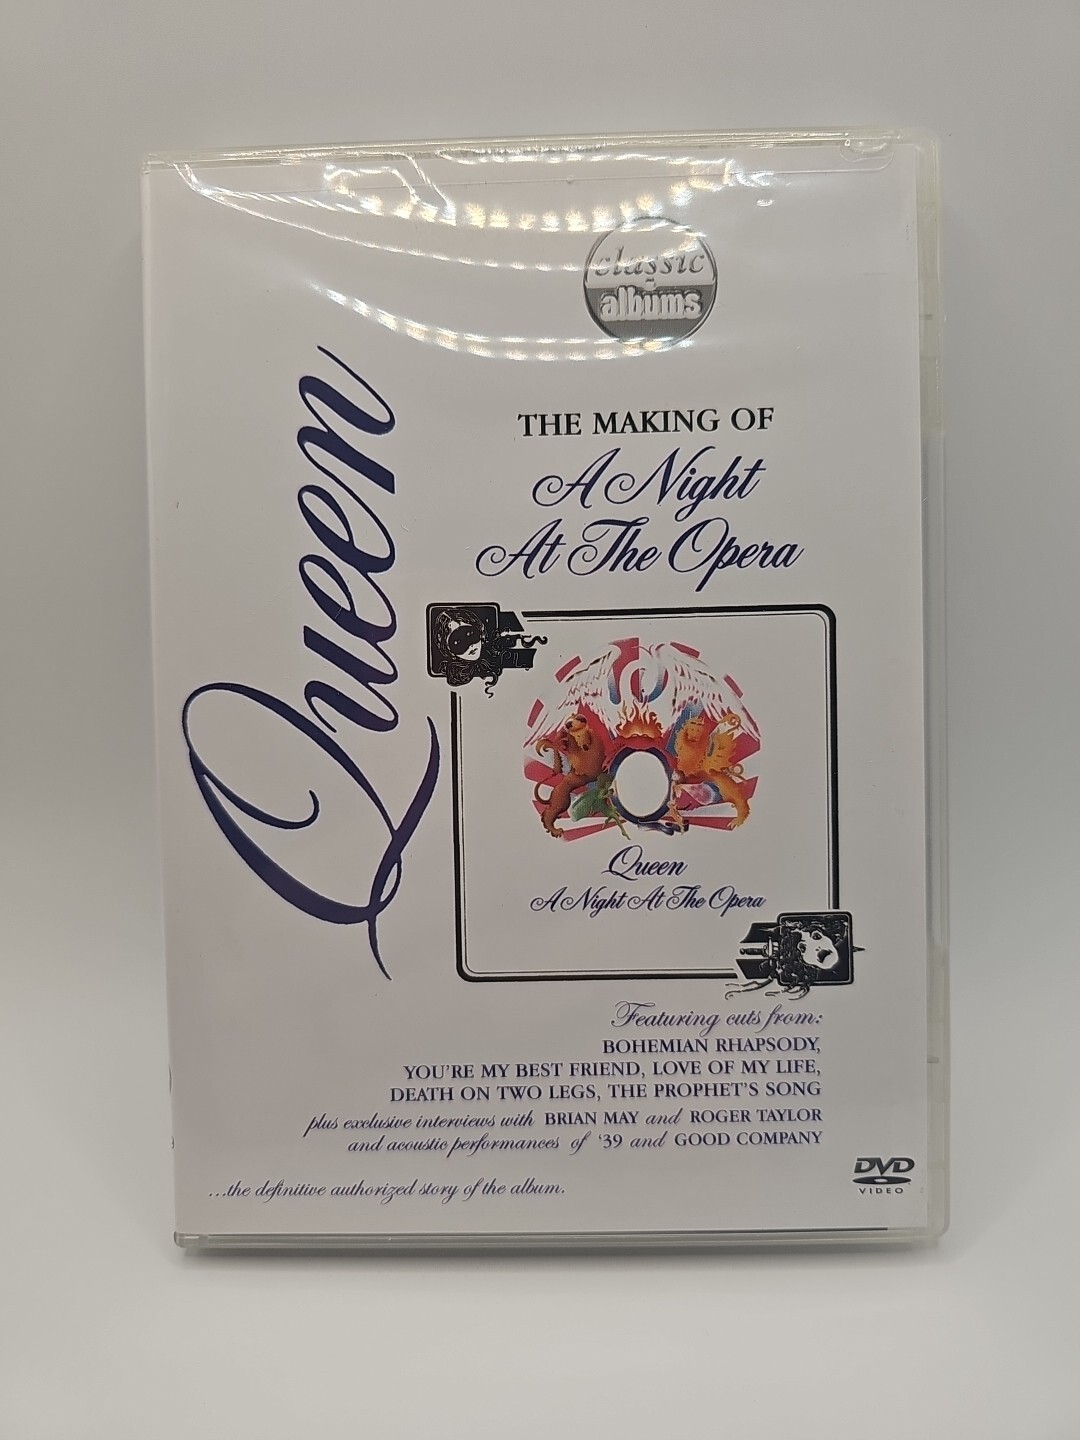 classic
albums
Queen
THE MAKING OF
A Night
At The Opera
Queen
A Night At The Opera
Featuring cuts from:
BOHEMIAN RHAPSODY,
YOU'RE MY BEST FRIEND, LOVE OF MY LIFE,
DEATH ON TWO LEGS, THE PROPHET'S SONG
plus exclusive interviews with BRIAN MAY and ROGER TAYLOR
and acoustic performances of '39 and GOOD COMPANY
...the definitive authorized story of the album.
DVD
VIDEO